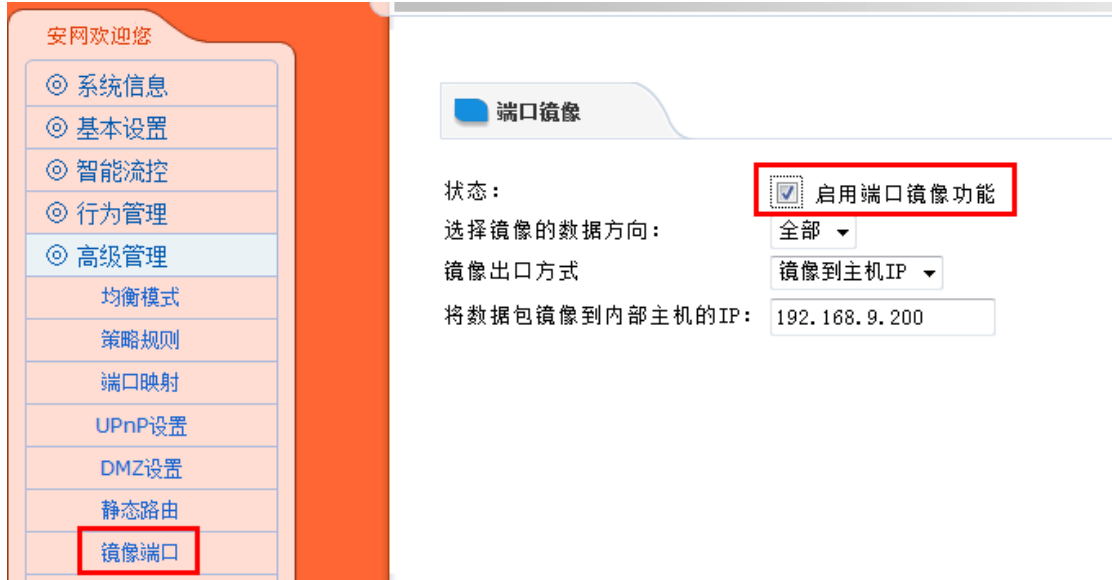 安网欢迎您
系统信息
基本设置
智能流控
行为管理
高级管理
均衡模式
策略规则
端口映射
UPnP设置
DMZ设置
静态路由
镜像端口
端口镜像
状态： 启用端口镜像功能
选择镜像的数据方向： 全部
镜像出口方式 镜像到主机IP
将数据包镜像到内部主机的IP： 192.168.9.200